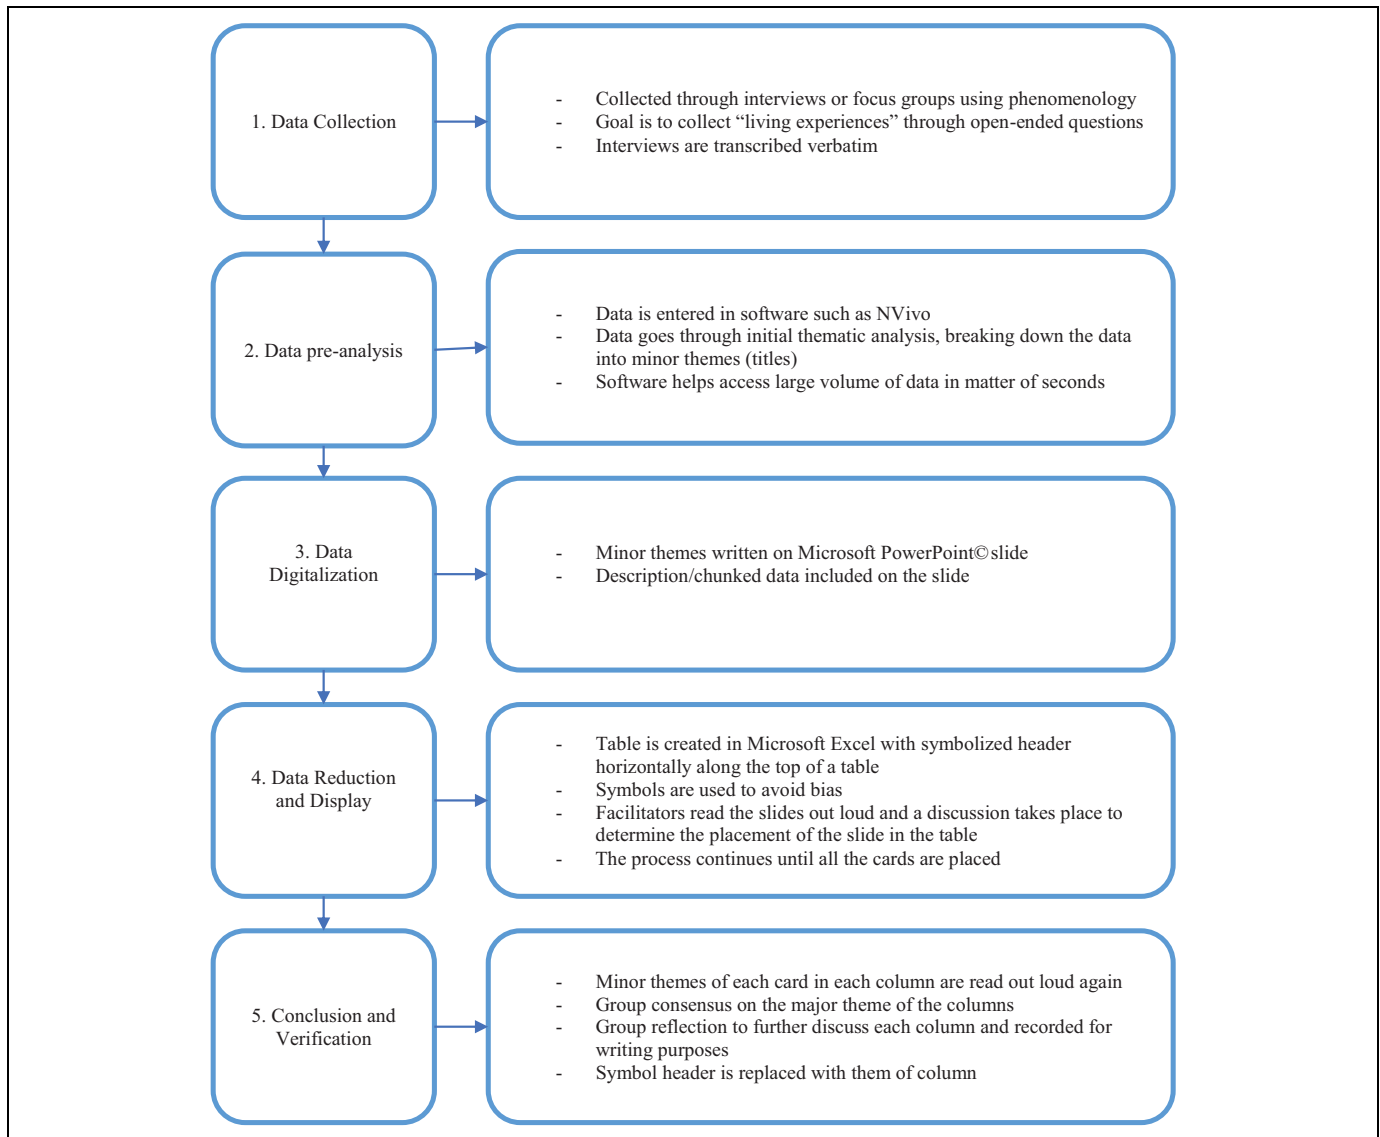 1. Data Collection
- Collected through interviews or focus groups using phenomenology
- Goal is to collect “living experiences” through open-ended questions
- Interviews are transcribed verbatim
2. Data pre-analysis
- Data is entered in software such as NVivo
- Data goes through initial thematic analysis, breaking down the data
into minor themes (titles)
- Software helps access large volume of data in matter of seconds
3. Data
Digitalization
- Minor themes written on Microsoft PowerPoint© slide
- Description/chunked data included on the slide
4. Data Reduction
and Display
- Table is created in Microsoft Excel with symbolized header
horizontally along the top of a table
- Symbols are used to avoid bias
- Facilitators read the slides out loud and a discussion takes place to
determine the placement of the slide in the table
- The process continues until all the cards are placed
5. Conclusion and
Verification
- Minor themes of each card in each column are read out loud again
- Group consensus on the major theme of the columns
- Group reflection to further discuss each column and recorded for
writing purposes
- Symbol header is replaced with them of column